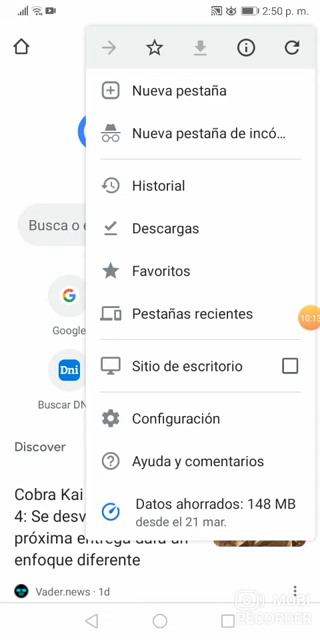 2:50 p. m.
Nueva pestaña
Nueva pestaña de incó...
Historial
Descargas
Busca o e
Favoritos
Pestañas recientes
10:13
Google
Sitio de escritorio
Dni
Buscar DN
Configuración
Discover
Ayuda y comentarios
Cobra Kai
Datos ahorrados: 148 MB
desde el 21 mar.
4: Se desv
próxima entrega dará un
enfoque diferente
Vader.news · 1d
MOBI
RECORDER